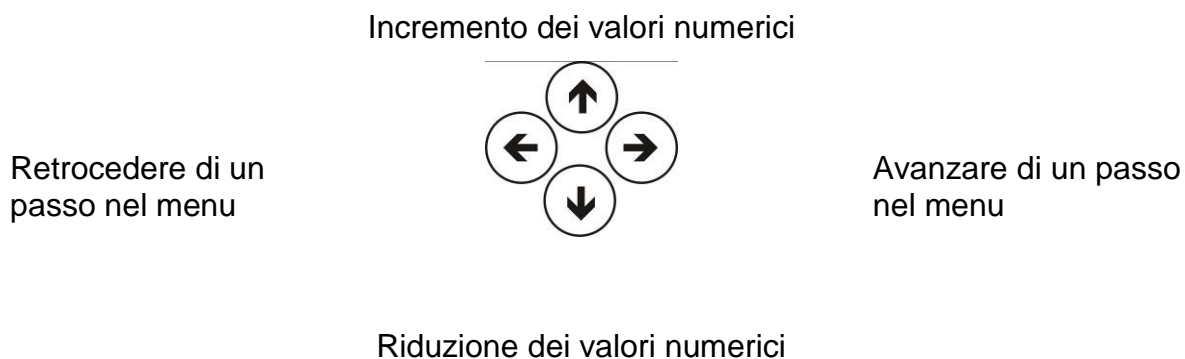 Incremento dei valori numerici
Retrocedere di un
passo nel menu
Avanzare di un passo
nel menu
Riduzione dei valori numerici